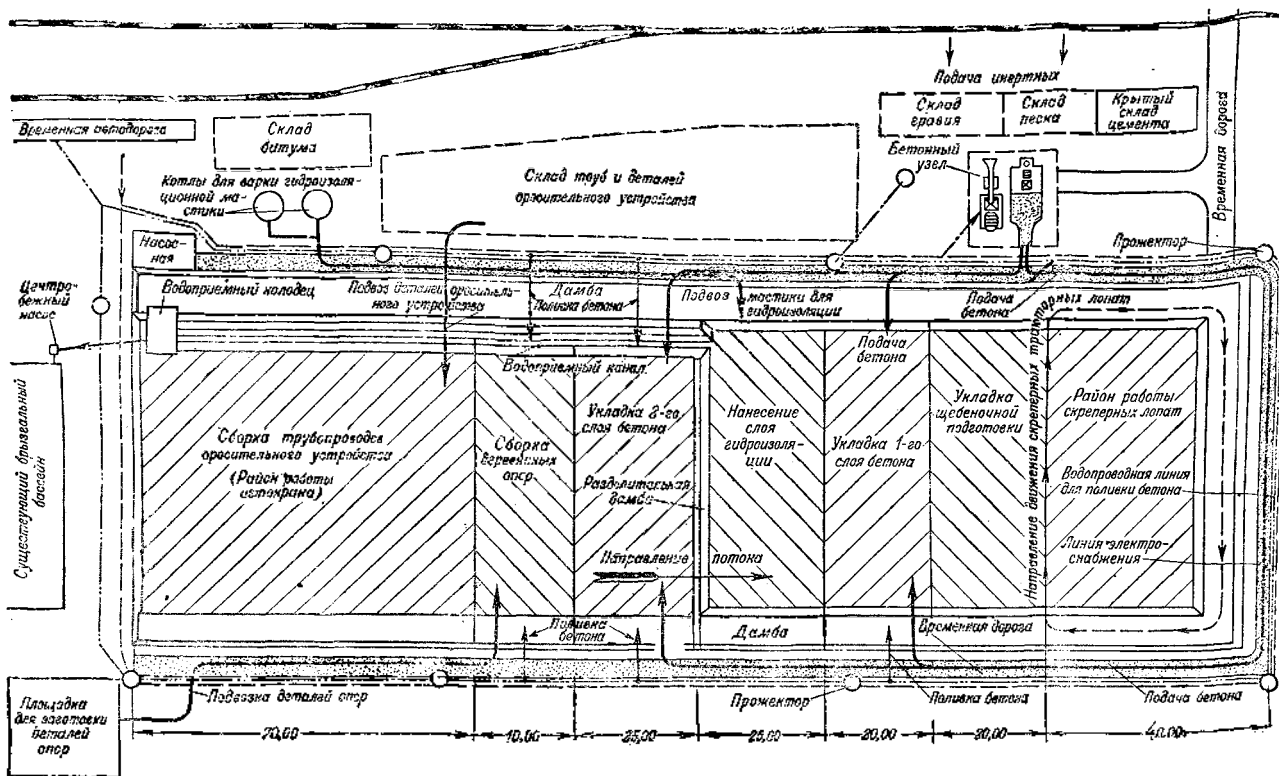 Подача инертных
Склад
гравия
Склад
песка
Крытый
склад
цемента
Временная дорога
Временная автодорога
Склад
битума
Котлы для варки гидроизоля-
ционной ма-
стики
Склад труб и деталей
оросительного устройства
Бетонный
узел
Прожектор
Насос-
ная
Центро-
бежный
насос
Водоприемный колодец
Подвоз деталей ороситель-
ного устройства
Дамба
Поливка бетона
Подвоз
мастики для
гидроизоляции
Подача
бетона
Подача
бетона
Водоприемный канал
Направление движения скреперных тракторных лопат
Существующий брызгальный
бассейн
Сборка трубопроводов
оросительного устройства
(Район работы
автокрана)
Сборка
деревянных
опор
Укладка 2-го
слоя бетона
Разделительная
дамба
Нанесение
слоя
гидроизоля-
ции
Укладка 1-го
слоя бетона
Укладка
щебеночной
подготовки
Район работы
скреперных лопат
Водопроводная линия
для поливки бетона
Линия электро-
снабжения
Направление потока
Поливка
бетона
Дамба
Временная дорога
Подвозка деталей опор
Прожектор
Поливка бетона
Подача бетона
Площадка
для заготовки
деталей
опор
70,00
10,00
25,00
25,00
20,00
20,00
40,00